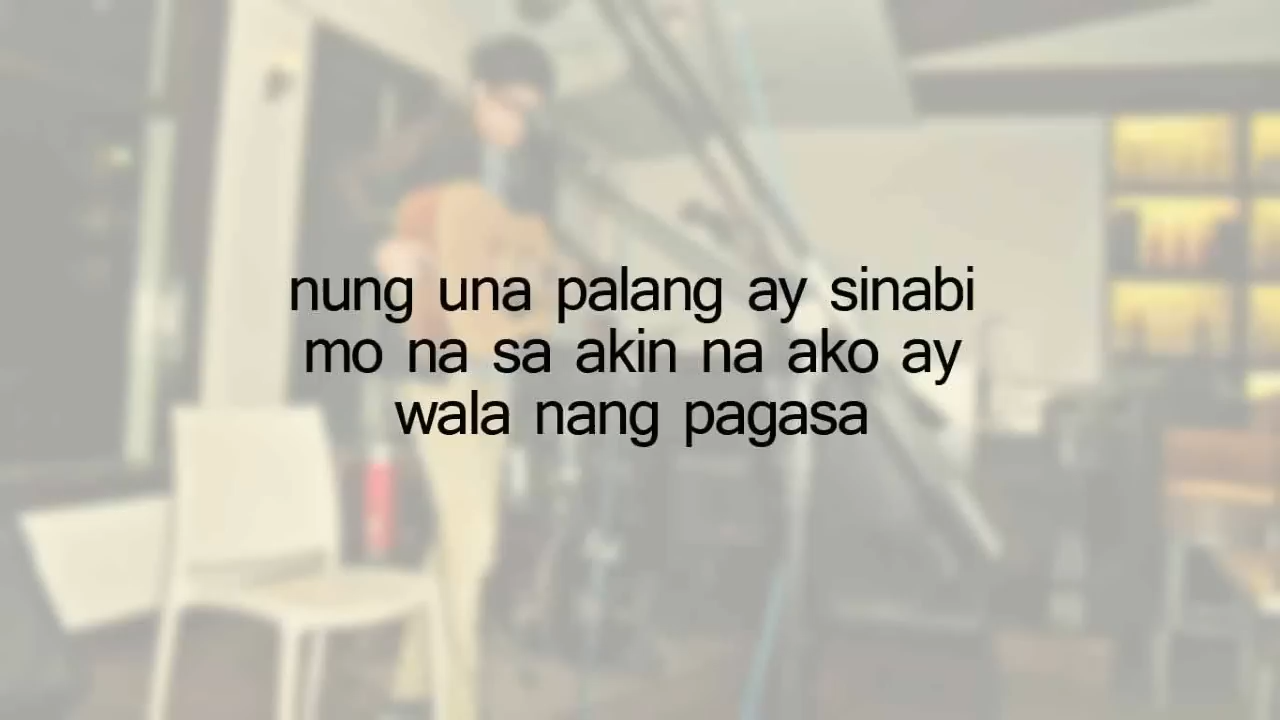 nung una palang ay sinabi
mo na sa akin na ako ay
wala nang pagasa